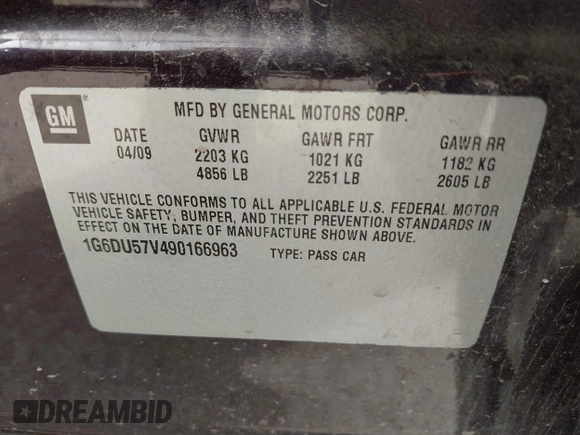 GM
MFD BY GENERAL MOTORS CORP.
DATE GVWR GAWR FRT GAWR RR
04/09 2203 KG 1021 KG 1182 KG
4856 LB 2251 LB 2605 LB
THIS VEHICLE CONFORMS TO ALL APPLICABLE U.S. FEDERAL MOTOR
VEHICLE SAFETY, BUMPER, AND THEFT PREVENTION STANDARDS IN
EFFECT ON THE DATE OF MANUFACTURE SHOWN ABOVE.
1G6DU57V490166963 TYPE: PASS CAR
DREAMBID